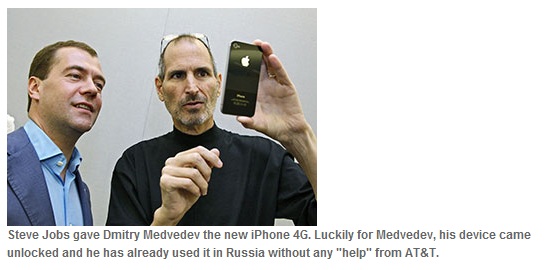 iPhone
Steve Jobs gave Dmitry Medvedev the new iPhone 4G. Luckily for Medvedev, his device came
unlocked and he has already used it in Russia without any "help" from AT&T.